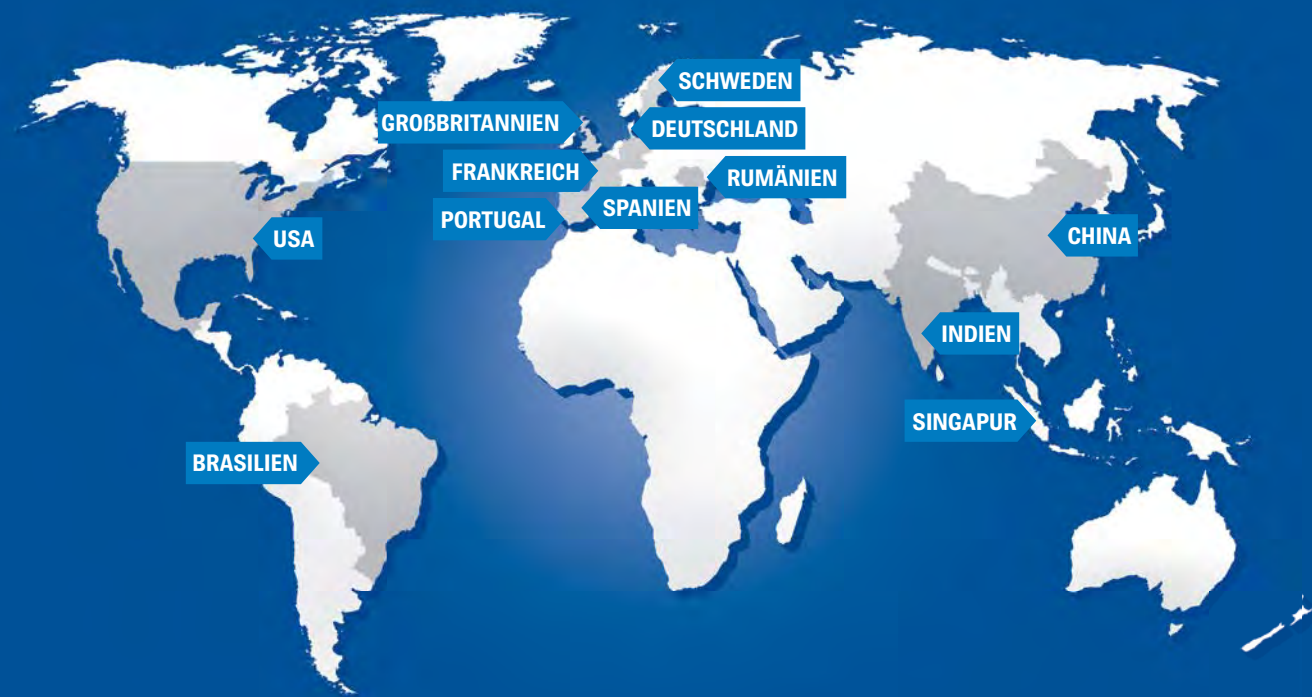 SCHWEDEN
GROßBRITANNIEN
DEUTSCHLAND
FRANKREICH
RUMÄNIEN
PORTUGAL
SPANIEN
USA
CHINA
INDIEN
SINGAPUR
BRASILIEN